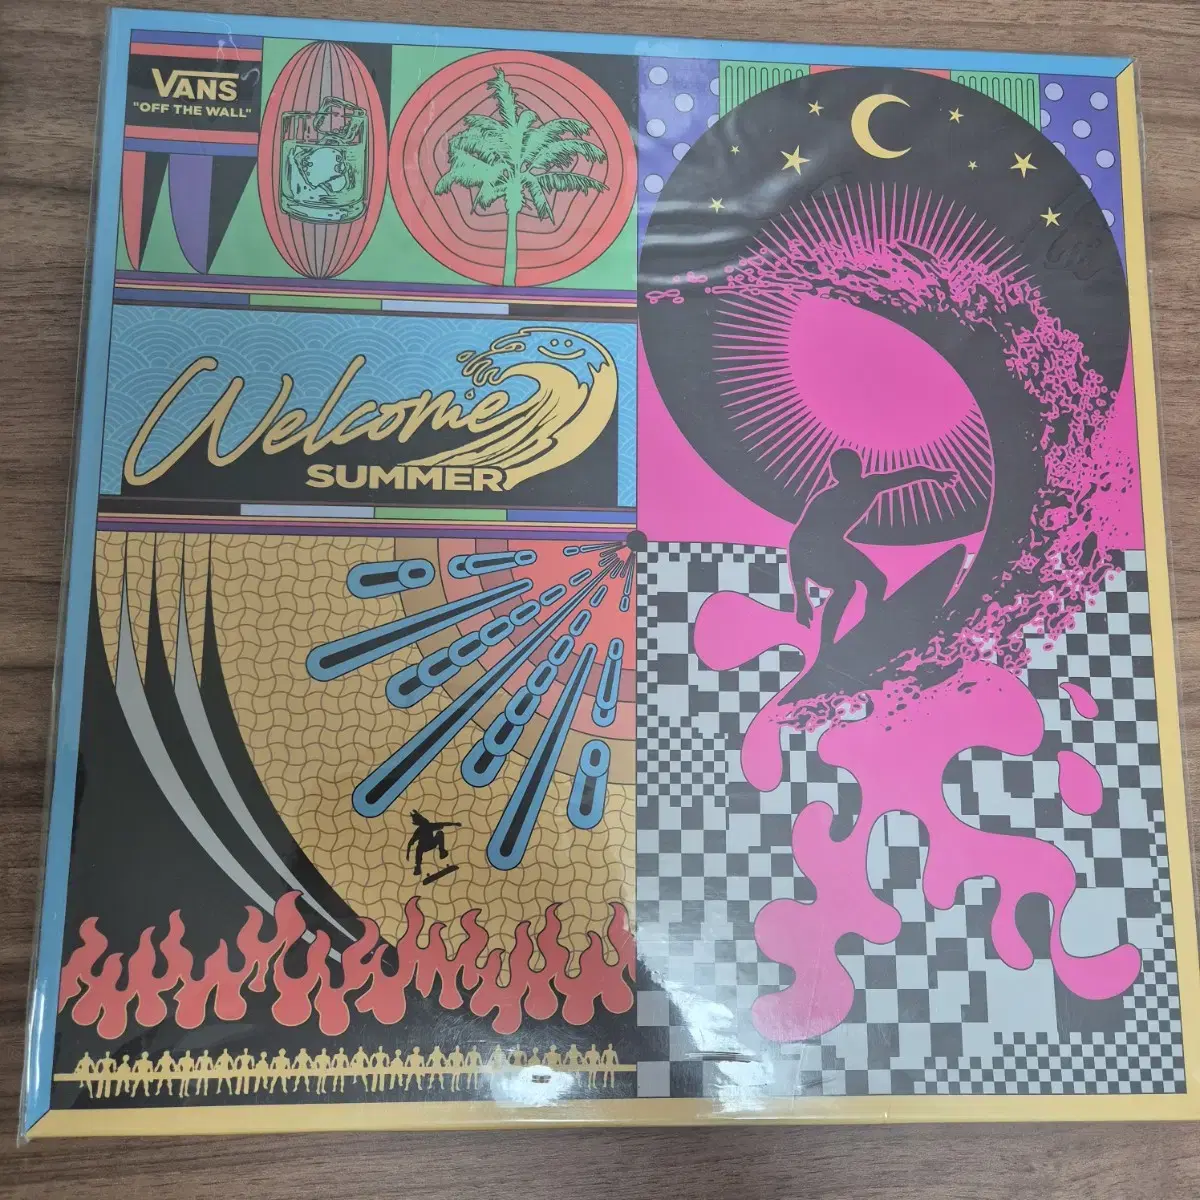 VANS
"OFF THE WALL"
Welcome
SUMMER